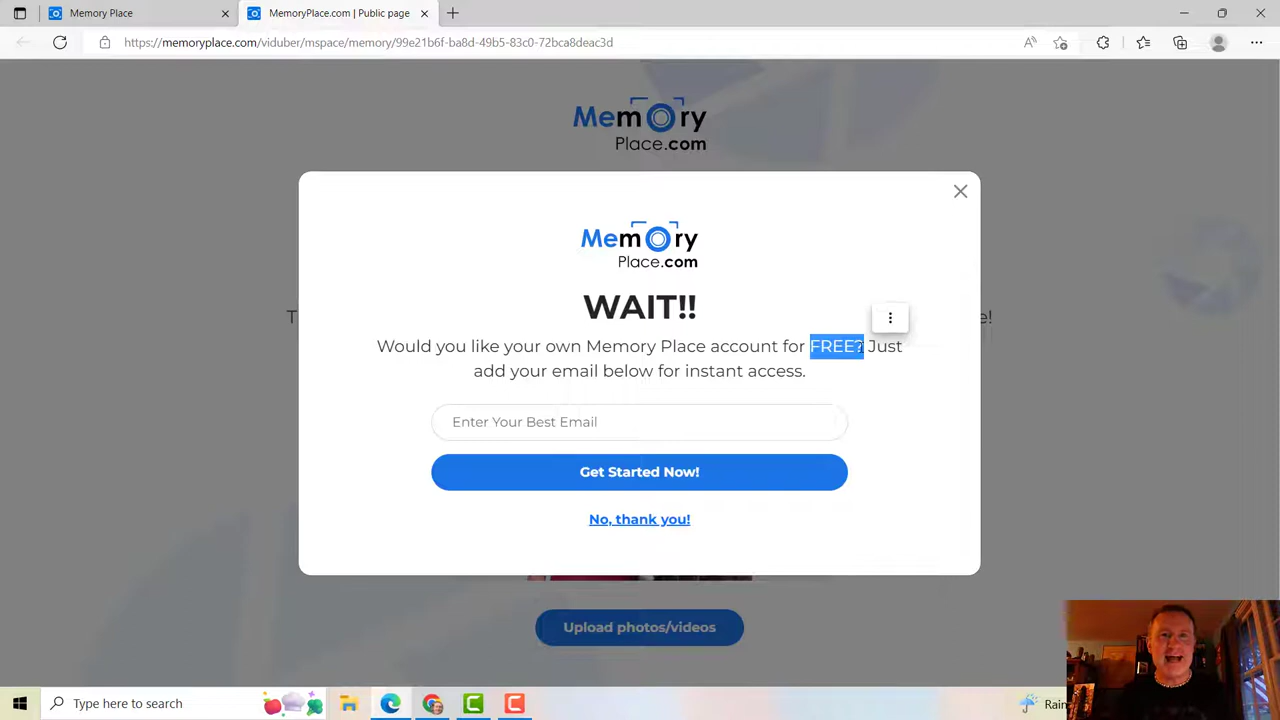 Memory Place
MemoryPlace.com | Public page
https://memoryplace.com/viduber/mspace/memory/99e21b6f-ba8d-49b5-83c0-72bca8deac3d
Memory
Place.com
Memory
Place.com
WAIT!!
Would you like your own Memory Place account for FREE? Just
add your email below for instant access.
Enter Your Best Email
Get Started Now!
No, thank you!
Upload photos/videos
Type here to search
Rain